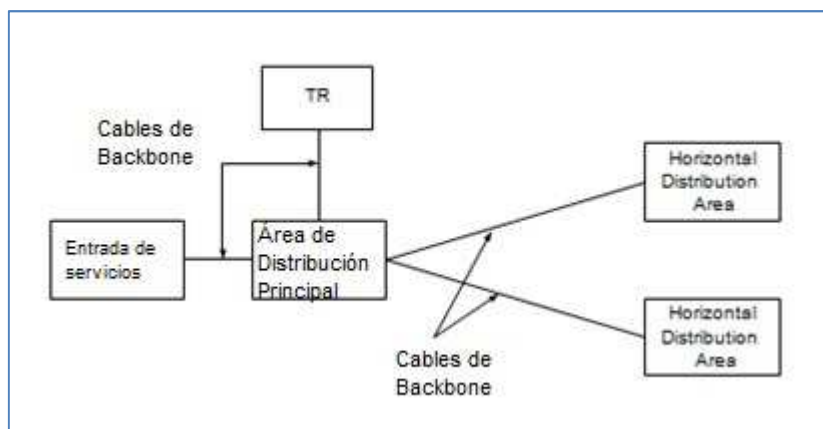 TR
Cables de
Backbone
Horizontal
Distribution
Area
Entrada de
servicios
Área de
Distribución
Principal
Horizontal
Distribution
Area
Cables de
Backbone